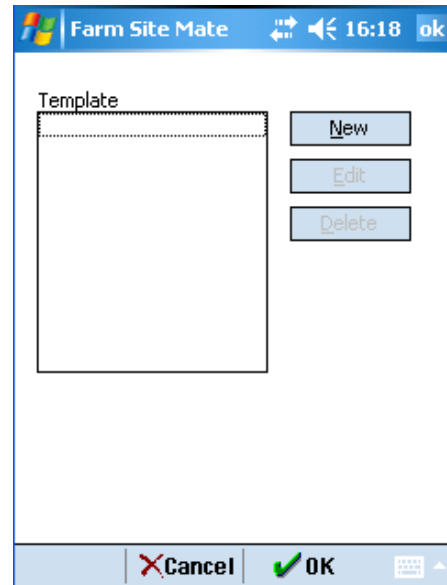 Farm Site Mate 16:18 ok
Template
New
Edit
Delete
Cancel OK